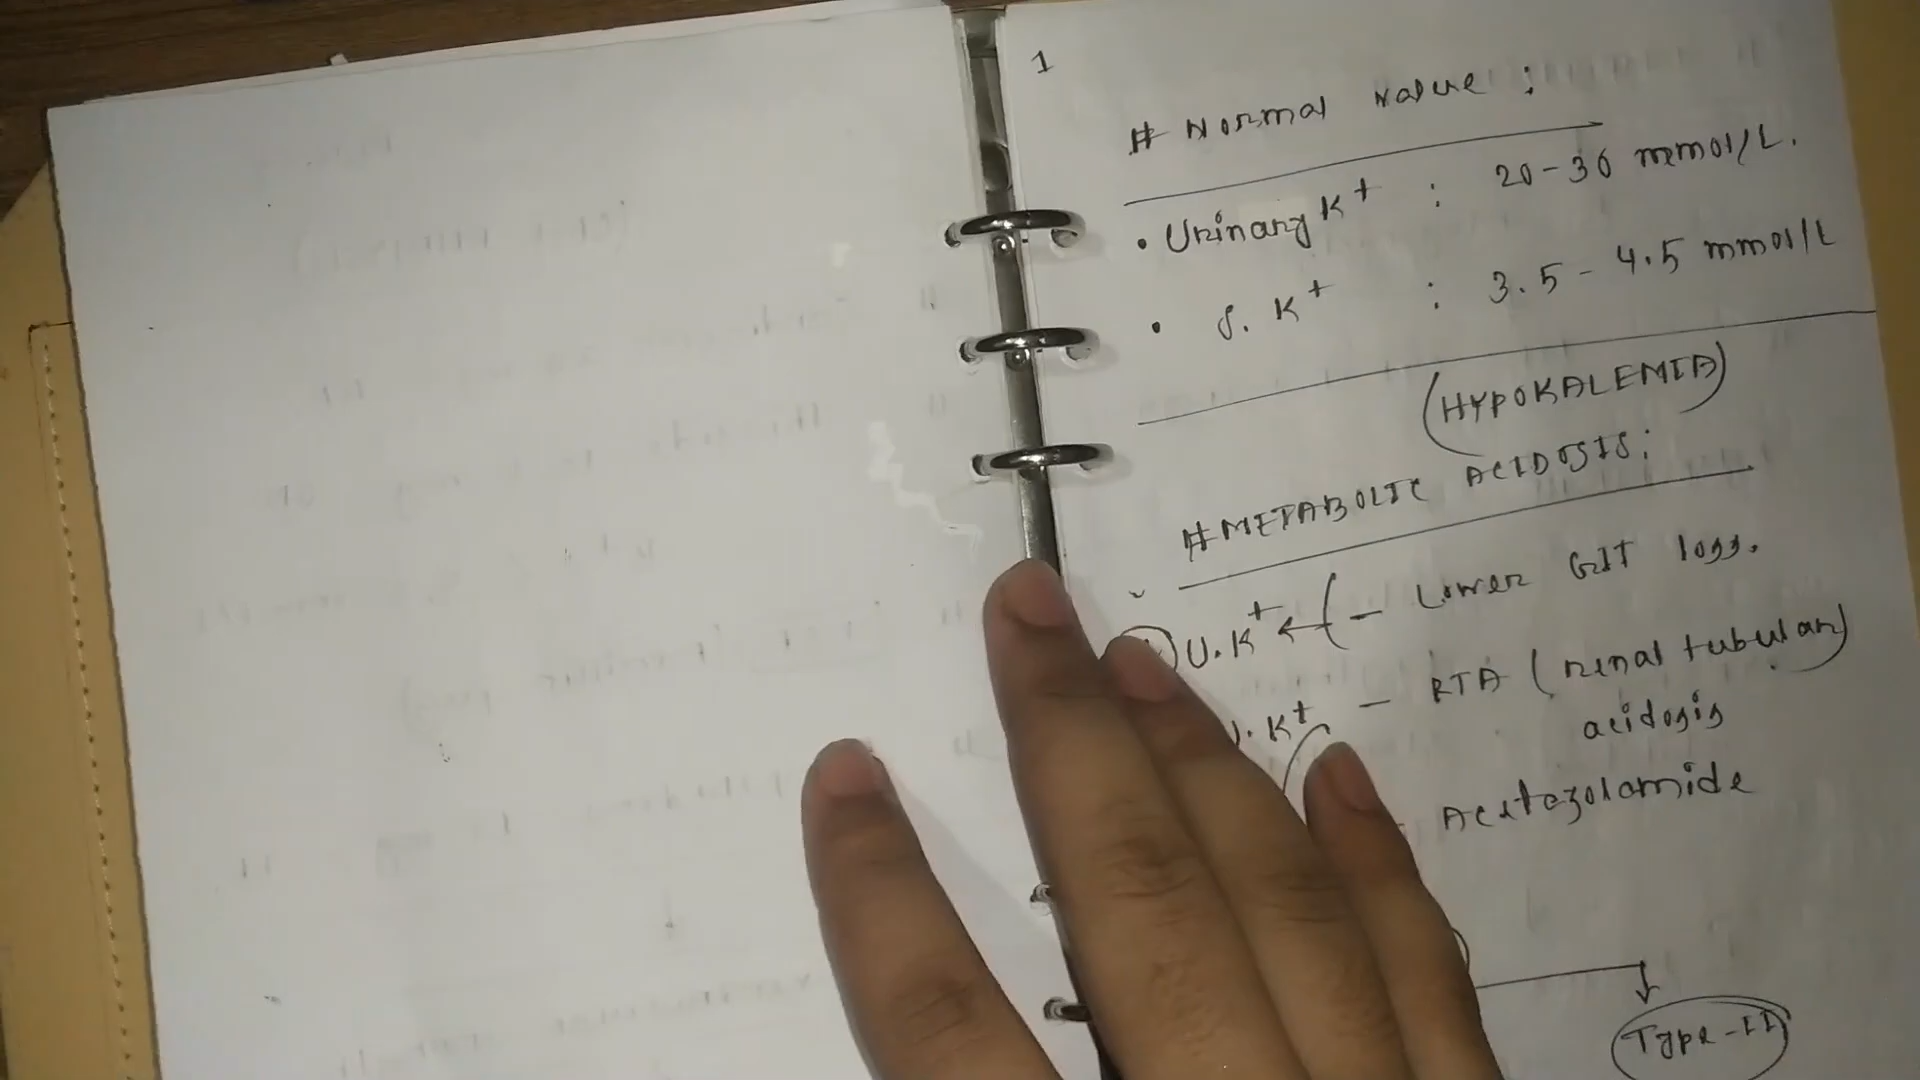 1
# Normal value :
• Urinary K+ : 20-30 mmol/L.
• S. K+ : 3.5 - 4.5 mmol/L
(HYPOKALEMIA)
# METABOLIC ACIDOSIS:
U.K+ ← ( - Lower GIT loss.
U.K+ - RTA (renal tubular)
acidosis
- Acetazolamide
Type-II